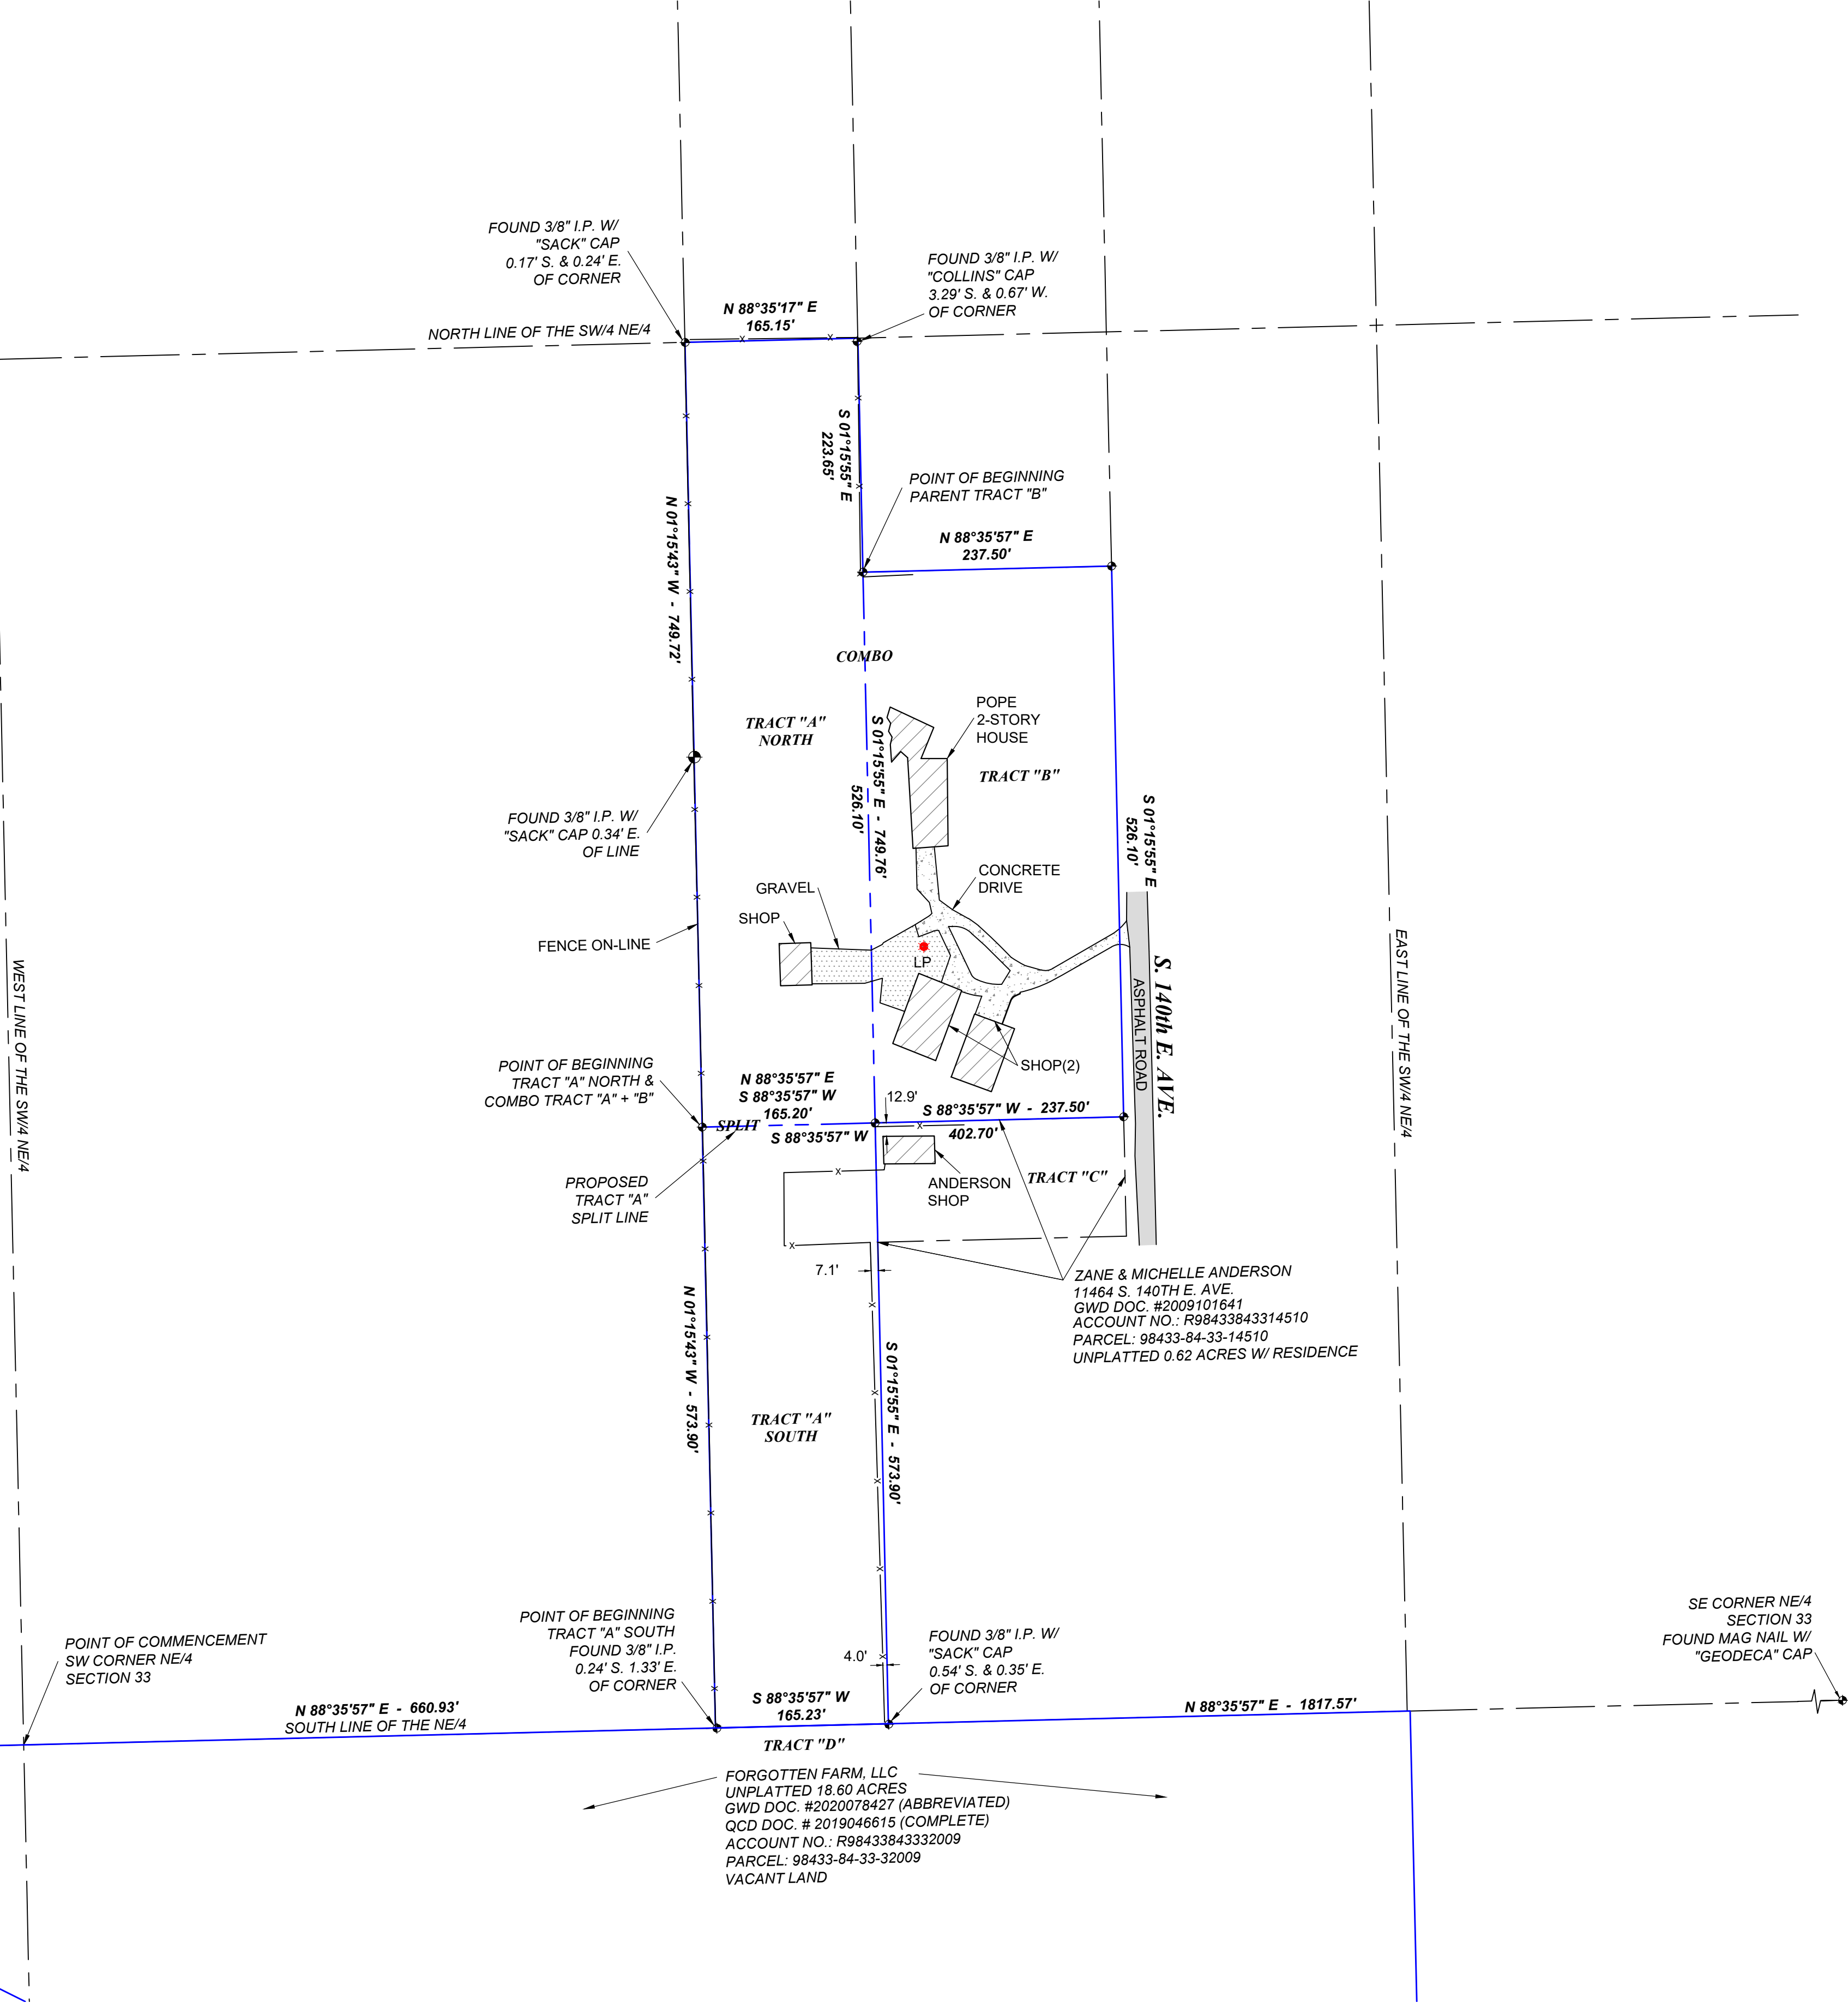 FOUND 3/8" I.P. W/
"SACK" CAP
0.17' S. & 0.24' E.
OF CORNER
FOUND 3/8" I.P. W/
"COLLINS" CAP
3.29' S. & 0.67' W.
OF CORNER
N 88°35'17" E
165.15'
NORTH LINE OF THE SW/4 NE/4
S 01°15'55" E
223.65'
POINT OF BEGINNING
PARENT TRACT "B"
N 88°35'57" E
237.50'
N 01°15'43" W - 749.72'
COMBO
TRACT "A"
NORTH
POPE
2-STORY
HOUSE
TRACT "B"
S 01°15'55" E - 749.76'
526.10'
S 01°15'55" E
526.10'
FOUND 3/8" I.P. W/
"SACK" CAP 0.34' E.
OF LINE
CONCRETE
DRIVE
GRAVEL
SHOP
FENCE ON-LINE
LP
S. 140th E. AVE.
ASPHALT ROAD
WEST LINE OF THE SW/4 NE/4
EAST LINE OF THE SW/4 NE/4
POINT OF BEGINNING
TRACT "A" NORTH &
COMBO TRACT "A" + "B"
SHOP(2)
N 88°35'57" E
S 88°35'57" W
165.20'
12.9'
S 88°35'57" W - 237.50'
SPLIT
S 88°35'57" W
402.70'
PROPOSED
TRACT "A"
SPLIT LINE
ANDERSON
SHOP
TRACT "C"
7.1'
ZANE & MICHELLE ANDERSON
11464 S. 140TH E. AVE.
GWD DOC. #2009101641
ACCOUNT NO.: R98433843314510
PARCEL: 98433-84-33-14510
UNPLATTED 0.62 ACRES W/ RESIDENCE
N 01°15'43" W - 573.90'
S 01°15'55" E - 573.90'
TRACT "A"
SOUTH
POINT OF COMMENCEMENT
SW CORNER NE/4
SECTION 33
POINT OF BEGINNING
TRACT "A" SOUTH
FOUND 3/8" I.P.
0.24' S. 1.33' E.
OF CORNER
4.0'
FOUND 3/8" I.P. W/
"SACK" CAP
0.54' S. & 0.35' E.
OF CORNER
SE CORNER NE/4
SECTION 33
FOUND MAG NAIL W/
"GEODECA" CAP
N 88°35'57" E - 660.93'
SOUTH LINE OF THE NE/4
S 88°35'57" W
165.23'
N 88°35'57" E - 1817.57'
TRACT "D"
FORGOTTEN FARM, LLC
UNPLATTED 18.60 ACRES
GWD DOC. #2020078427 (ABBREVIATED)
QCD DOC. # 2019046615 (COMPLETE)
ACCOUNT NO.: R98433843332009
PARCEL: 98433-84-33-32009
VACANT LAND